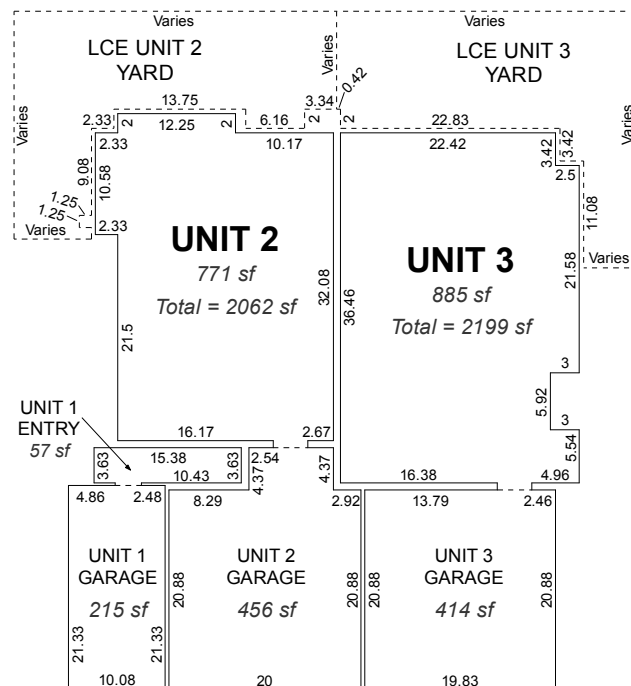 Varies
Varies
LCE UNIT 2
YARD
Varies
LCE UNIT 3
YARD
Varies
Varies
3.34
0.42
13.75
2.33
2
12.25
2
6.16
2
2
22.83
2.33
10.17
22.42
3.42
3.42
9.08
10.58
2.5
1.25
1.25
11.08
Varies
2.33
UNIT 2
771 sf
Total = 2062 sf
UNIT 3
885 sf
Total = 2199 sf
Varies
32.08
36.46
21.58
21.5
3
5.92
3
UNIT 1
ENTRY
57 sf
16.17
2.67
5.54
3.63
15.38
3.63
2.54
4.37
4.37
10.43
16.38
4.96
4.86
2.48
8.29
2.92
13.79
2.46
UNIT 1
GARAGE
215 sf
UNIT 2
GARAGE
456 sf
UNIT 3
GARAGE
414 sf
20.88
20.88
20.88
20.88
21.33
21.33
10.08
20
19.83